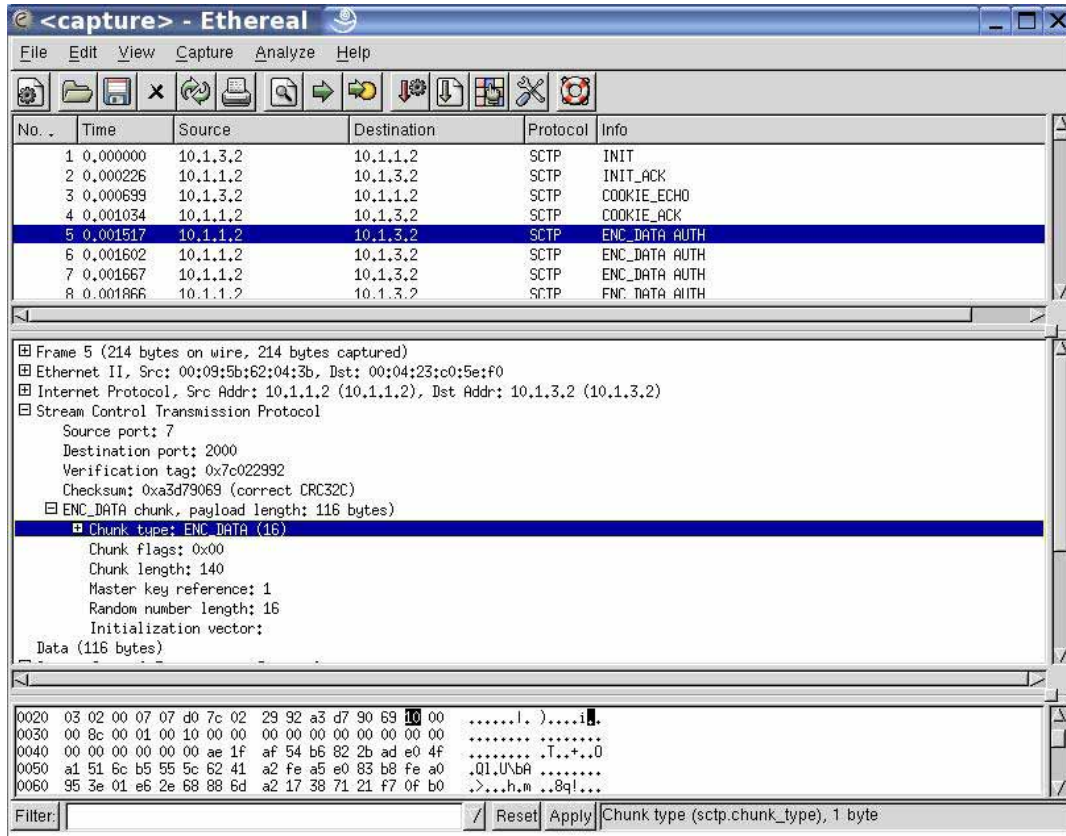 <capture> - Ethereal
File Edit View Capture Analyze Help
No. . Time Source Destination Protocol Info
1 0.000000 10.1.3.2 10.1.1.2 SCTP INIT
2 0.000226 10.1.1.2 10.1.3.2 SCTP INIT_ACK
3 0.000699 10.1.3.2 10.1.1.2 SCTP COOKIE_ECHO
4 0.001034 10.1.1.2 10.1.3.2 SCTP COOKIE_ACK
5 0.001517 10.1.1.2 10.1.3.2 SCTP ENC_DATA AUTH
6 0.001602 10.1.1.2 10.1.3.2 SCTP ENC_DATA AUTH
7 0.001667 10.1.1.2 10.1.3.2 SCTP ENC_DATA AUTH
8 0.001866 10.1.1.2 10.1.3.2 SCTP ENC_DATA AUTH
Frame 5 (214 bytes on wire, 214 bytes captured)
Ethernet II, Src: 00:09:5b:62:04:3b, Dst: 00:04:23:c0:5e:f0
Internet Protocol, Src Addr: 10.1.1.2 (10.1.1.2), Dst Addr: 10.1.3.2 (10.1.3.2)
Stream Control Transmission Protocol
Source port: 7
Destination port: 2000
Verification tag: 0x7c022992
Checksum: 0xa3d79069 (correct CRC32C)
ENC_DATA chunk, payload length: 116 bytes)
Chunk type: ENC_DATA (16)
Chunk flags: 0x00
Chunk length: 140
Master key reference: 1
Random number length: 16
Initialization vector:
Data (116 bytes)
0020 03 02 00 07 07 d0 7c 02 29 92 a3 d7 90 69 10 00 ......|. )....i..
0030 00 8c 00 01 00 10 00 00 00 00 00 00 00 00 00 00 ........ ........
0040 00 00 00 00 00 00 ae 1f af 54 b6 82 2b ad e0 4f ........ .T..+..O
0050 a1 51 6c b5 55 5c 62 41 a2 fe a5 e0 83 b8 fe a0 .Ql.U\bA ........
0060 95 3e 01 e6 2e 68 88 6d a2 17 38 71 21 f7 0f b0 .>...h.m ..8q!...
Filter: / Reset Apply Chunk type (sctp.chunk_type), 1 byte